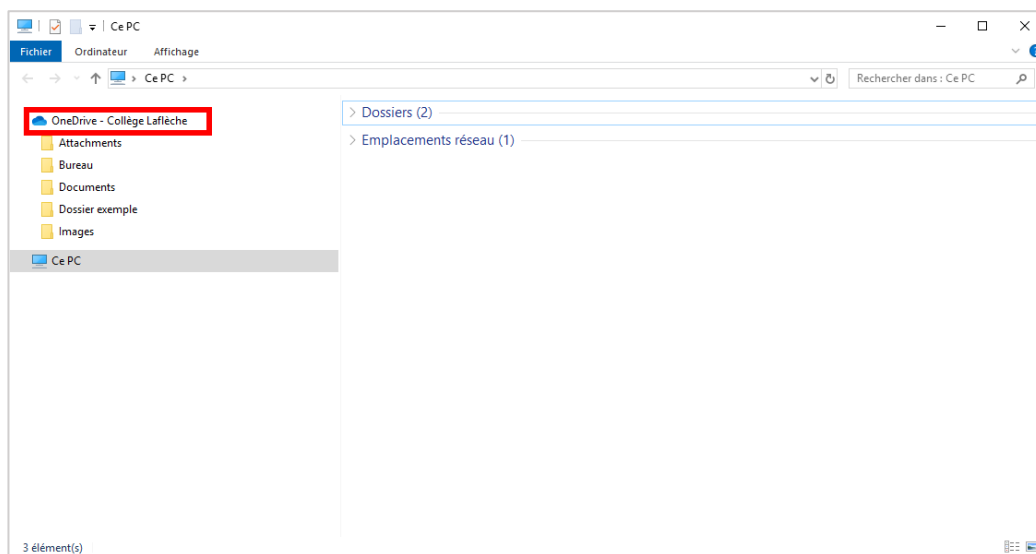 Ce PC
Fichier Ordinateur Affichage
Ce PC
Rechercher dans : Ce PC
OneDrive - Collège Laflèche
Attachments
Bureau
Documents
Dossier exemple
Images
Ce PC
Dossiers (2)
Emplacements réseau (1)
3 élément(s)